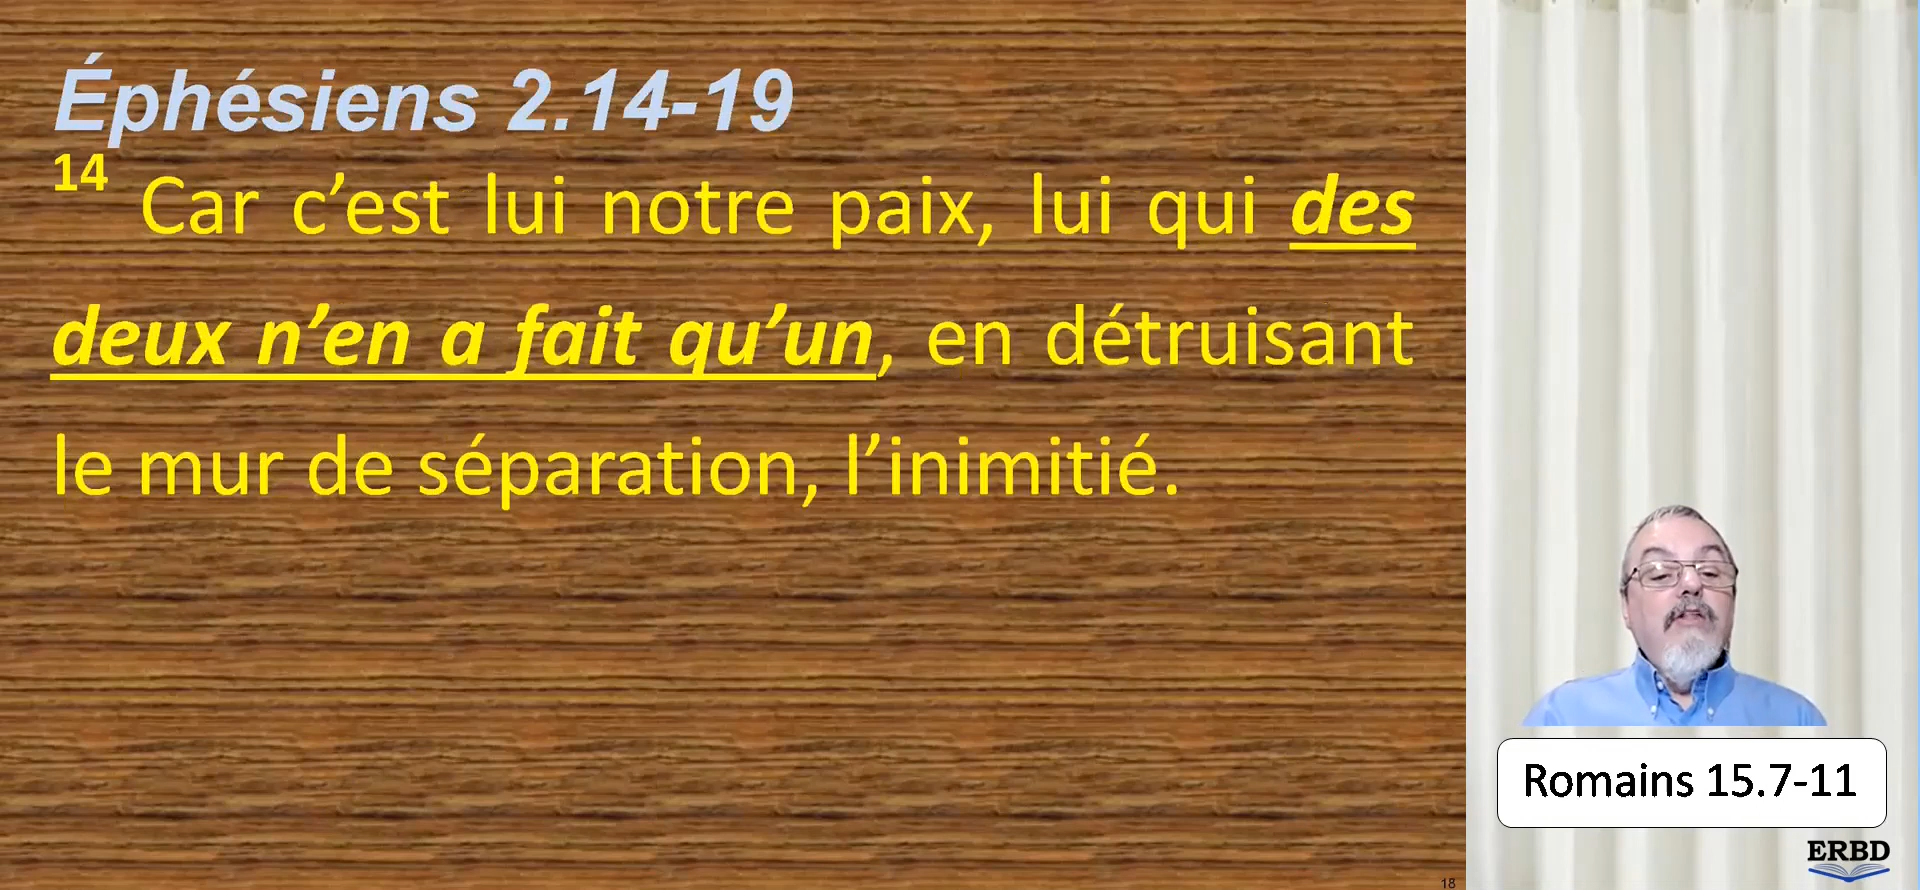 Éphésiens 2.14-19
14 Car c’est lui notre paix, lui qui des
deux n’en a fait qu’un, en détruisant
le mur de séparation, l’inimitié.
Romains 15.7-11
ERBD
18